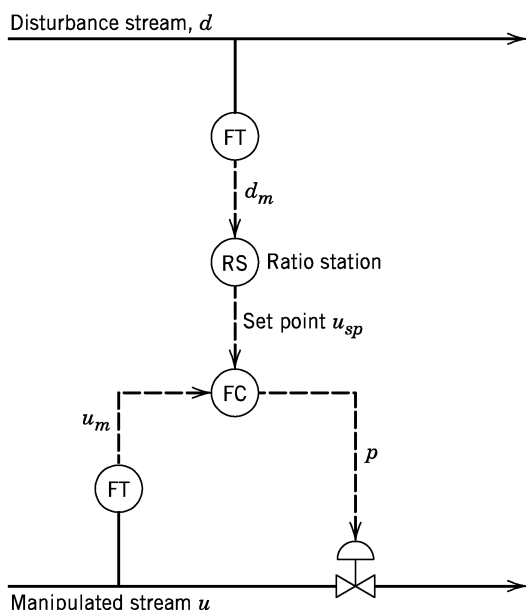 Disturbance stream, d
FT
d_m
RS Ratio station
Set point u_sp
FC
u_m
p
FT
Manipulated stream u